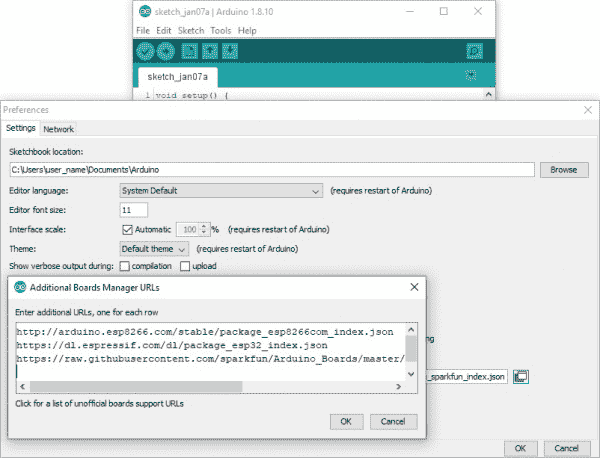 sketch_jan07a | Arduino 1.8.10
File Edit Sketch Tools Help
sketch_jan07a
1 void setup() {
Preferences
Settings Network
Sketchbook location:
C:\Users\user_name\Documents\Arduino Browse
Editor language: System Default (requires restart of Arduino)
Editor font size: 11
Interface scale: Automatic 100 % (requires restart of Arduino)
Theme: Default theme (requires restart of Arduino)
Show verbose output during: compilation upload
Additional Boards Manager URLs
Enter additional URLs, one for each row
http://arduino.esp8266.com/stable/package_esp8266com_index.json
https://dl.espressif.com/dl/package_esp32_index.json
https://raw.githubusercontent.com/sparkfun/Arduino_Boards/master/
_sparkfun_index.json
Click for a list of unofficial boards support URLs
OK Cancel
OK Cancel